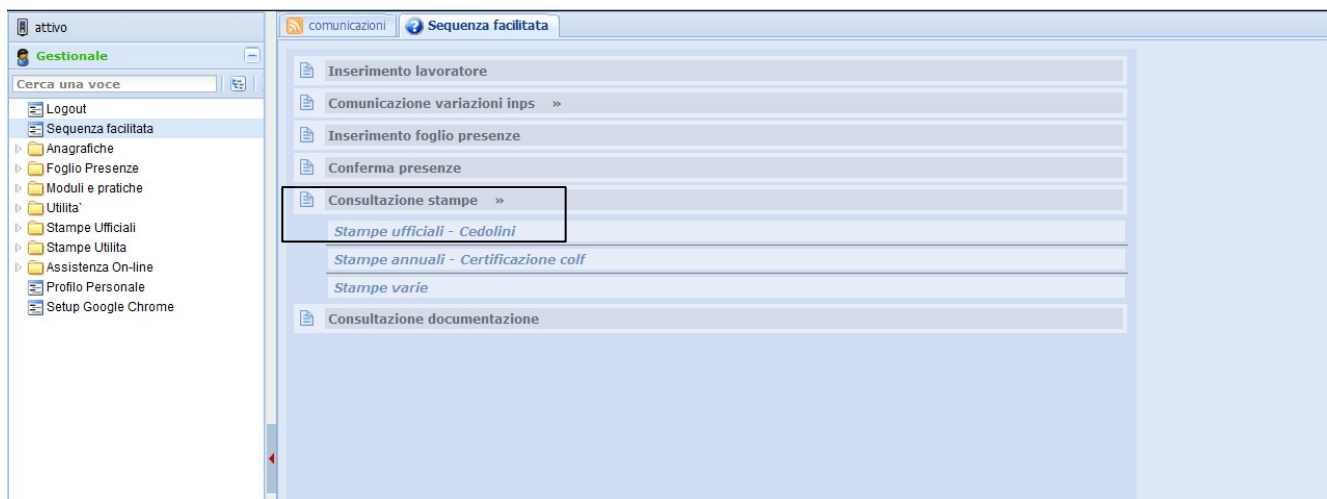 attivo
Gestionale
Cerca una voce
Logout
Sequenza facilitata
Anagrafiche
Foglio Presenze
Moduli e pratiche
Utilita`
Stampe Ufficiali
Stampe Utilita
Assistenza On-line
Profilo Personale
Setup Google Chrome
comunicazioni
Sequenza facilitata
Inserimento lavoratore
Comunicazione variazioni inps »
Inserimento foglio presenze
Conferma presenze
Consultazione stampe »
Stampe ufficiali - Cedolini
Stampe annuali - Certificazione colf
Stampe varie
Consultazione documentazione